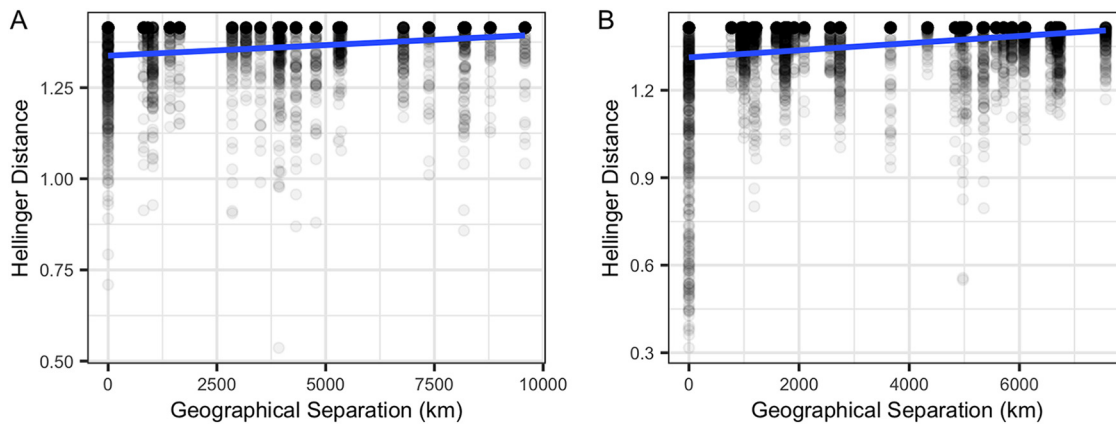 A
Hellinger Distance
1.25
1.00
0.75
0.50
0
2500
5000
7500
10000
Geographical Separation (km)
B
Hellinger Distance
1.2
0.9
0.6
0.3
0
2000
4000
6000
Geographical Separation (km)